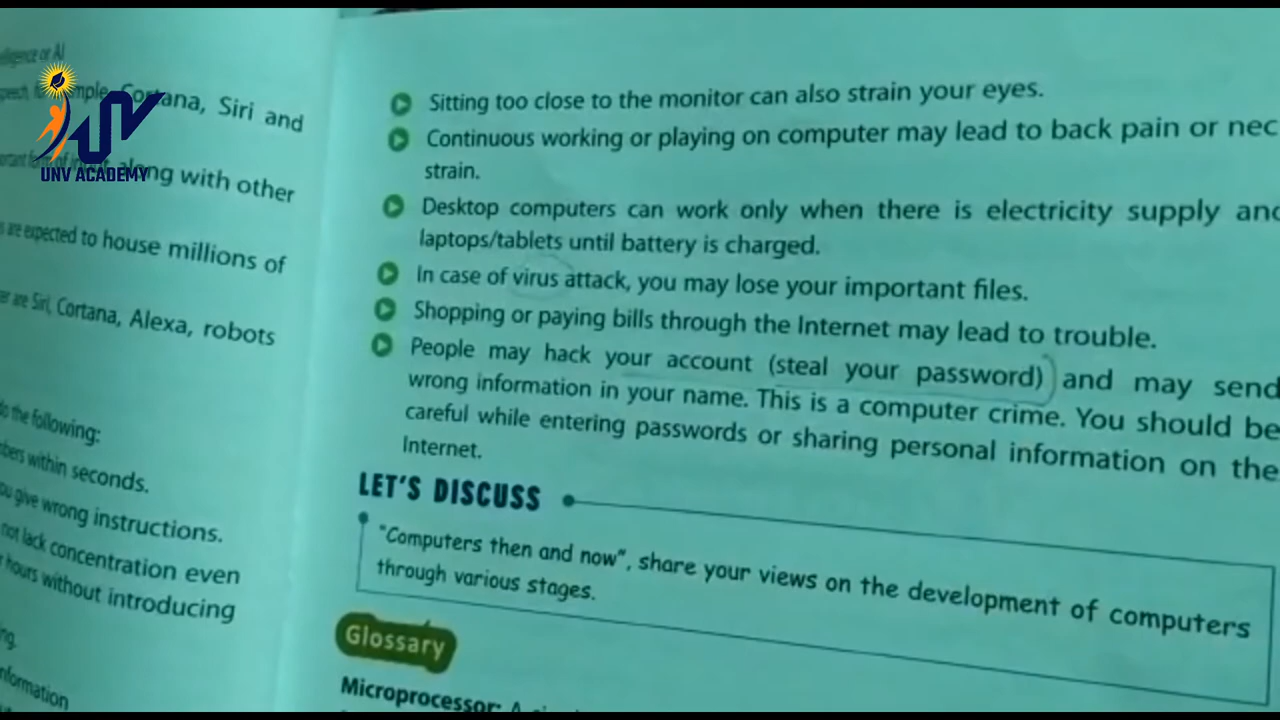 elligence or AI
Cortana, Siri and
along with other
are expected to house millions of
are Siri, Cortana, Alexa, robots
to the following:
within seconds.
you give wrong instructions.
not lack concentration even
hours without introducing
UNV ACADEMY
Sitting too close to the monitor can also strain your eyes.
Continuous working or playing on computer may lead to back pain or nec
strain.
Desktop computers can work only when there is electricity supply and
laptops/tablets until battery is charged.
In case of virus attack, you may lose your important files.
Shopping or paying bills through the Internet may lead to trouble.
People may hack your account (steal your password) and may send
wrong information in your name. This is a computer crime. You should be
careful while entering passwords or sharing personal information on the
Internet.
LET'S DISCUSS
"Computers then and now", share your views on the development of computers
through various stages.
Glossary
Microprocessor: A